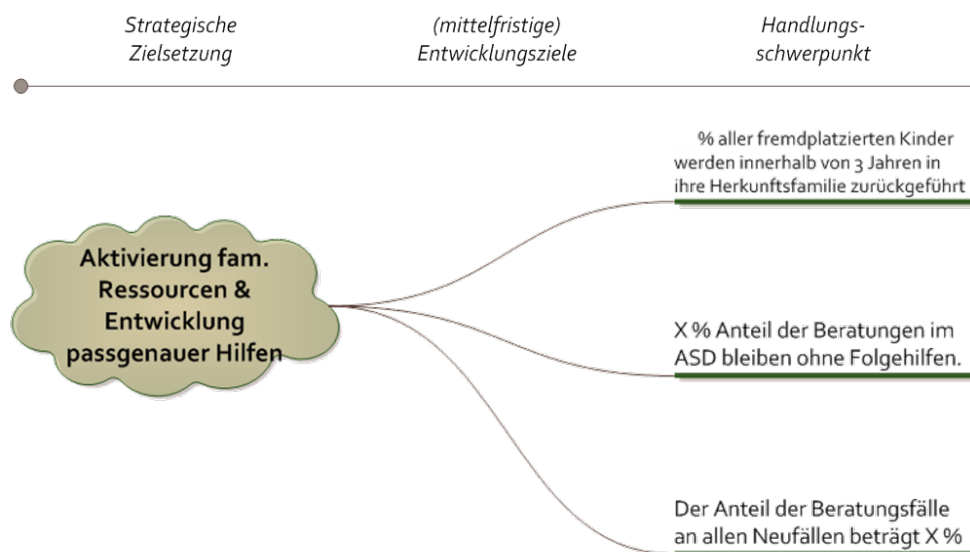 Strategische
Zielsetzung
(mittelfristige)
Entwicklungsziele
Handlungs-
schwerpunkt
% aller fremdplatzierten Kinder
werden innerhalb von 3 Jahren in
ihre Herkunftsfamilie zurückgeführt
Aktivierung fam.
Ressourcen &
Entwicklung
passgenauer Hilfen
X % Anteil der Beratungen im
ASD bleiben ohne Folgehilfen.
Der Anteil der Beratungsfälle
an allen Neufällen beträgt X %